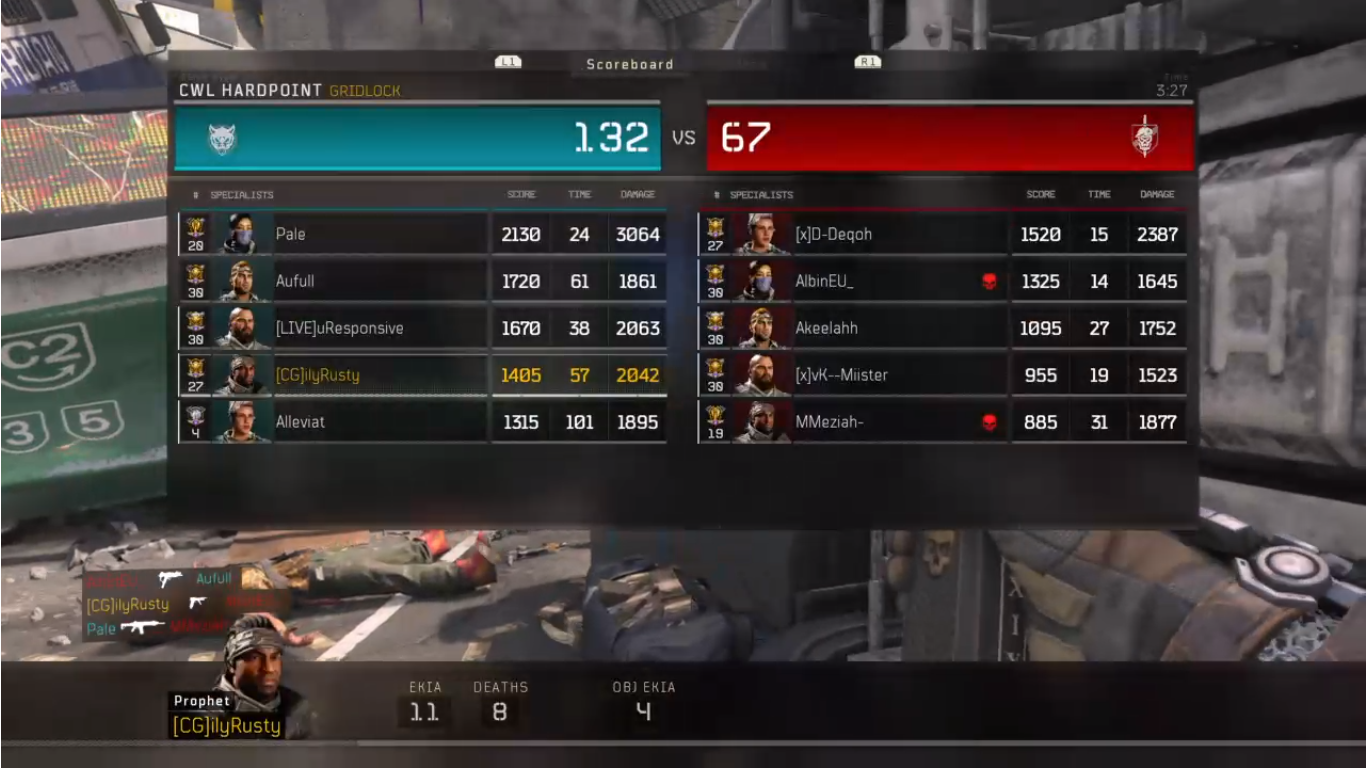 L1 Scoreboard R1
CWL HARDPOINT GRIDLOCK 3:27
132 VS 67
# SPECIALISTS SCORE TIME DAMAGE # SPECIALISTS SCORE TIME DAMAGE
20 Pale 2130 24 3064 27 [x]D-Deqoh 1520 15 2387
30 Aufull 1720 61 1861 30 AlbinEU_ 1325 14 1645
30 [LIVE]uResponsive 1670 38 2063 30 Akeelahh 1095 27 1752
27 [CG]ilyRusty 1405 57 2042 30 [x]vK--Miister 955 19 1523
4 Alleviat 1315 101 1895 19 MMeziah- 885 31 1877
C2
3 5
Aufull
[CG]ilyRusty
Pale
EKIA DEATHS OBJ EKIA
Prophet 11 8 4
[CG]ilyRusty